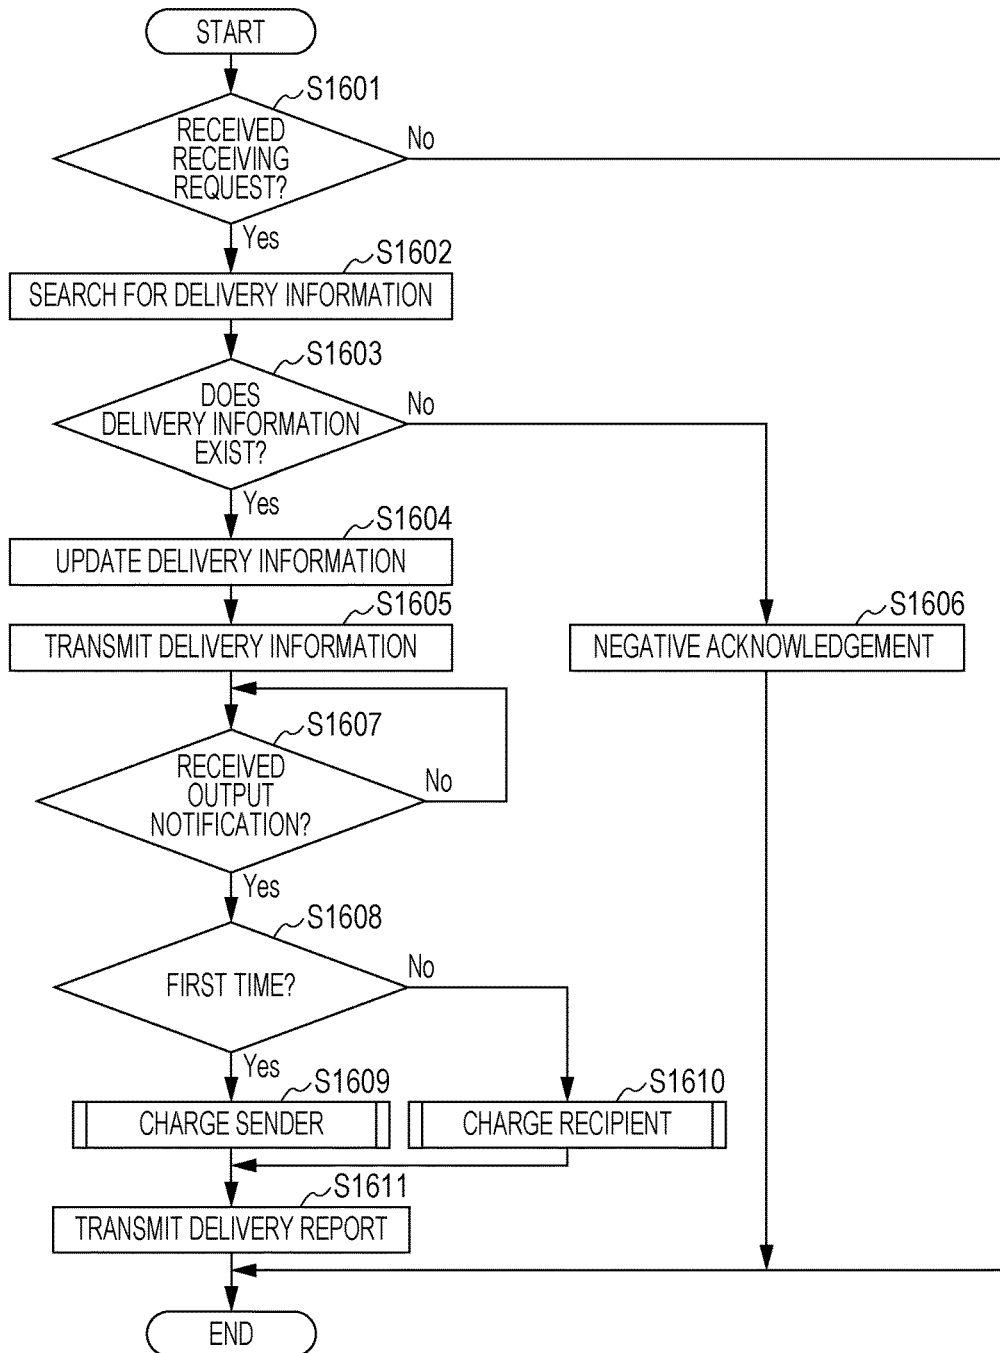 START
S1601
RECEIVED
RECEIVING
REQUEST?
No
Yes
S1602
SEARCH FOR DELIVERY INFORMATION
S1603
DOES
DELIVERY INFORMATION
EXIST?
No
Yes
S1604
UPDATE DELIVERY INFORMATION
S1605
TRANSMIT DELIVERY INFORMATION
S1606
NEGATIVE ACKNOWLEDGEMENT
S1607
RECEIVED
OUTPUT
NOTIFICATION?
No
Yes
S1608
FIRST TIME?
No
Yes
S1609
CHARGE SENDER
S1610
CHARGE RECIPIENT
S1611
TRANSMIT DELIVERY REPORT
END